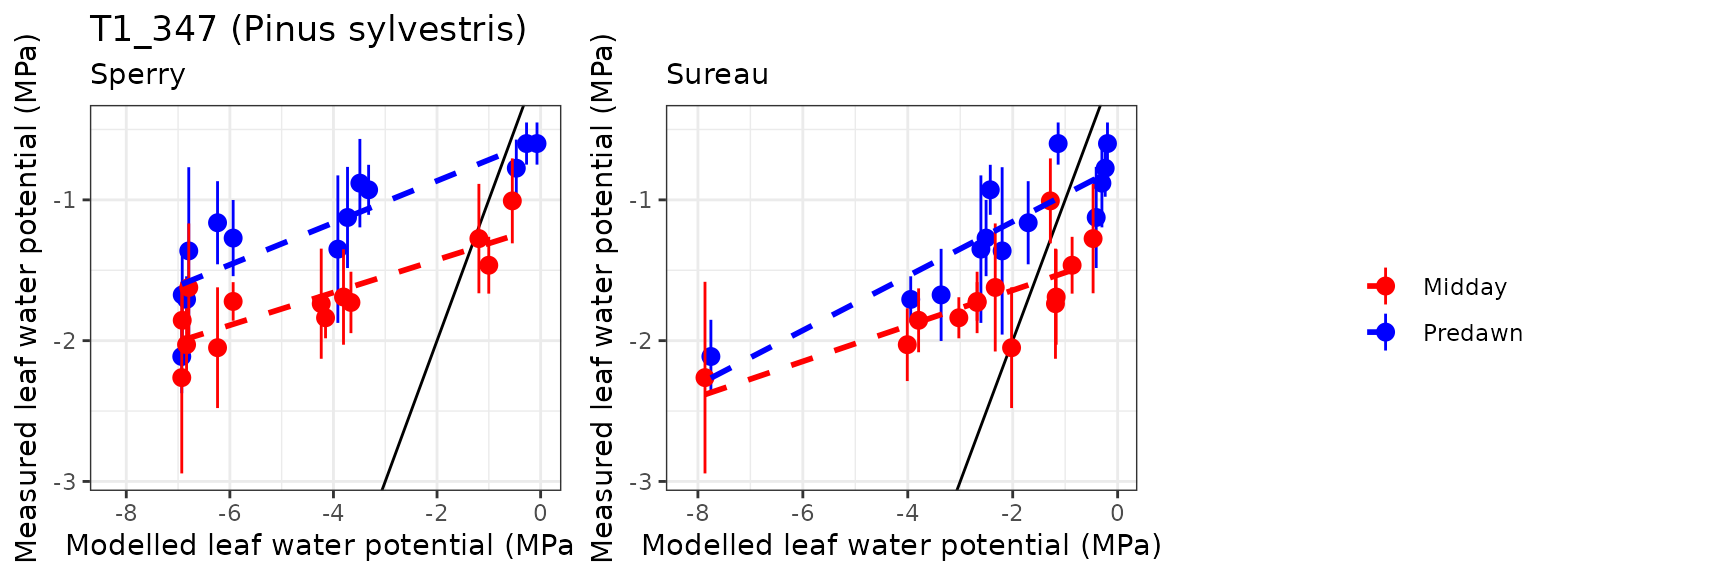 T1_347 (Pinus sylvestris)
Sperry
Sureau
Measured leaf water potential (MPa)
-1
-2
-3
-8
-6
-4
-2
0
Modelled leaf water potential (MPa
Measured leaf water potential (MPa)
-1
-2
-3
-8
-6
-4
-2
0
Modelled leaf water potential (MPa)
Midday
Predawn